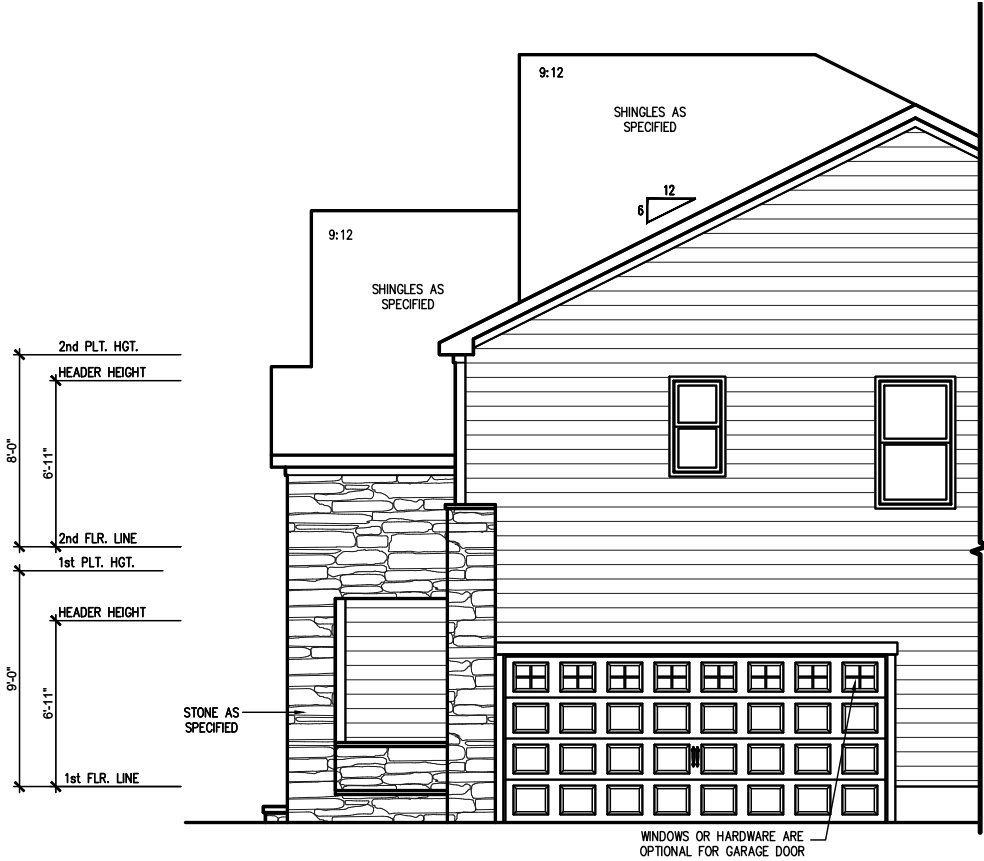 9:12
SHINGLES AS
SPECIFIED
12
6
9:12
SHINGLES AS
SPECIFIED
2nd PLT. HGT.
HEADER HEIGHT
8'-0"
6'-11"
2nd FLR. LINE
1st PLT. HGT.
HEADER HEIGHT
9'-0"
6'-11"
STONE AS
SPECIFIED
1st FLR. LINE
WINDOWS OR HARDWARE ARE
OPTIONAL FOR GARAGE DOOR